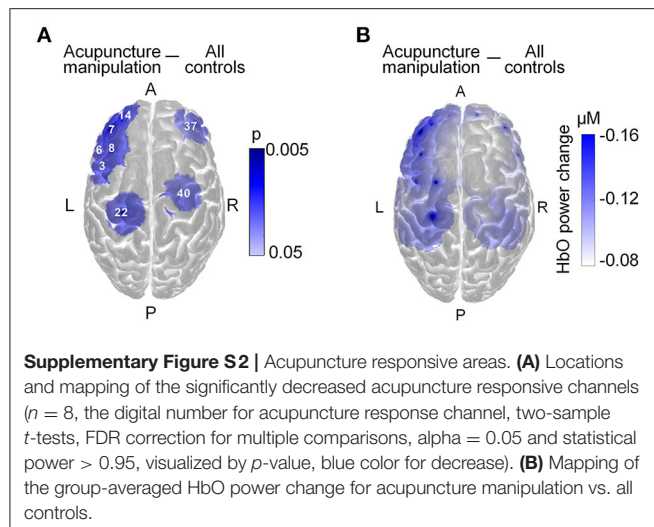 A
Acupuncture manipulation — All controls
A
14
7
37
6
8
3
40
22
L
R
P
p
0.005
0.05
B
Acupuncture manipulation — All controls
A
L
R
P
HbO power change
µM
-0.16
-0.12
-0.08
Supplementary Figure S2 | Acupuncture responsive areas. (A) Locations
and mapping of the significantly decreased acupuncture responsive channels
(n = 8, the digital number for acupuncture response channel, two-sample
t-tests, FDR correction for multiple comparisons, alpha = 0.05 and statistical
power > 0.95, visualized by p-value, blue color for decrease). (B) Mapping of
the group-averaged HbO power change for acupuncture manipulation vs. all
controls.